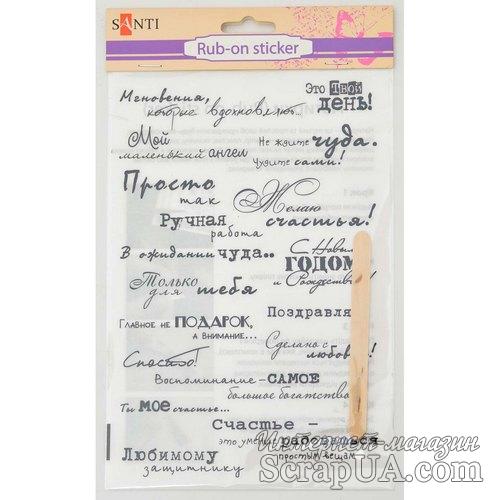 SANTI
Rub-on sticker
Мгновения,
которые вдохновляют...
Это ТВОЙ
день!
Мой
маленький ангел
Не ждите чуда.
Чудите сами!
Просто
так
Желаю
счастья!
Ручная
работа
В ожидании чуда..
С Новым
ГОДОМ
и Рождеством
Только
для тебя
Поздравля
Главное не ПОДАРОК,
а внимание...
Сделано с
любовью
Спасибо!
Воспоминание-САМОЕ
большое богатство
Ты мое счастье...
Счастье -
это умение радоваться
простым вещам
Любимому
защитнику
Интернет-магазин
ScrapUA.com